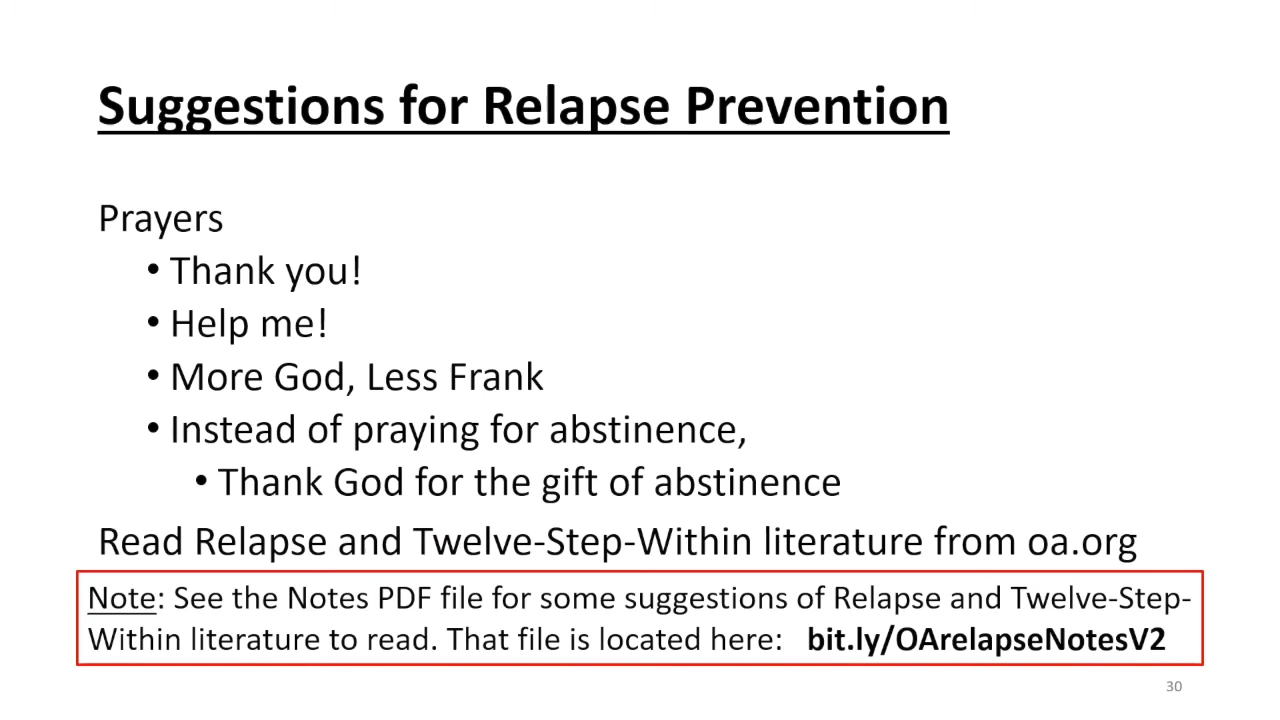 Suggestions for Relapse Prevention
Prayers
• Thank you!
• Help me!
• More God, Less Frank
• Instead of praying for abstinence,
• Thank God for the gift of abstinence
Read Relapse and Twelve-Step-Within literature from oa.org
Note: See the Notes PDF file for some suggestions of Relapse and Twelve-Step-
Within literature to read. That file is located here: bit.ly/OArelapseNotesV2
30